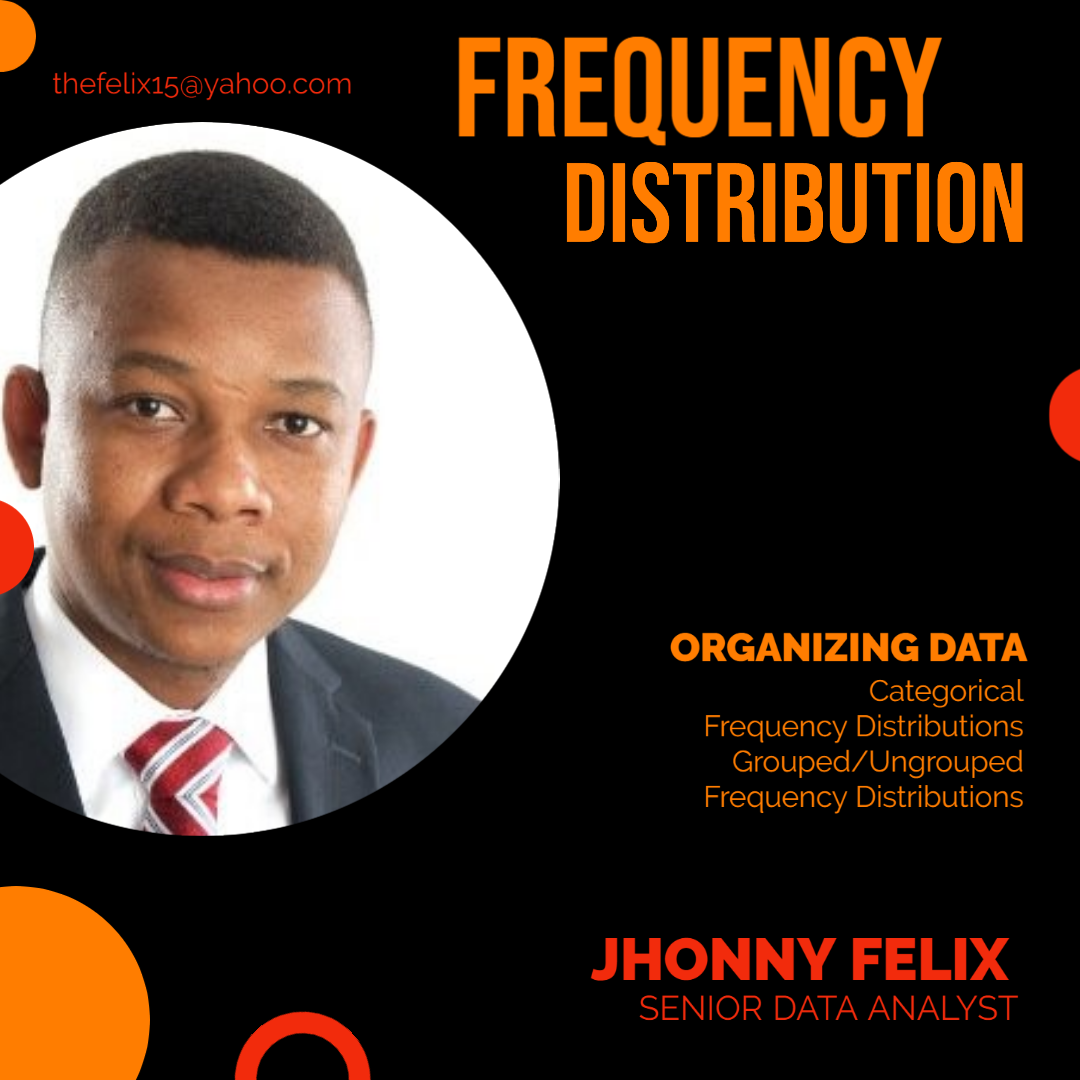 thefelix15@yahoo.com
FREQUENCY
DISTRIBUTION
ORGANIZING DATA
Categorical
Frequency Distributions
Grouped/Ungrouped
Frequency Distributions
JHONNY FELIX
SENIOR DATA ANALYST